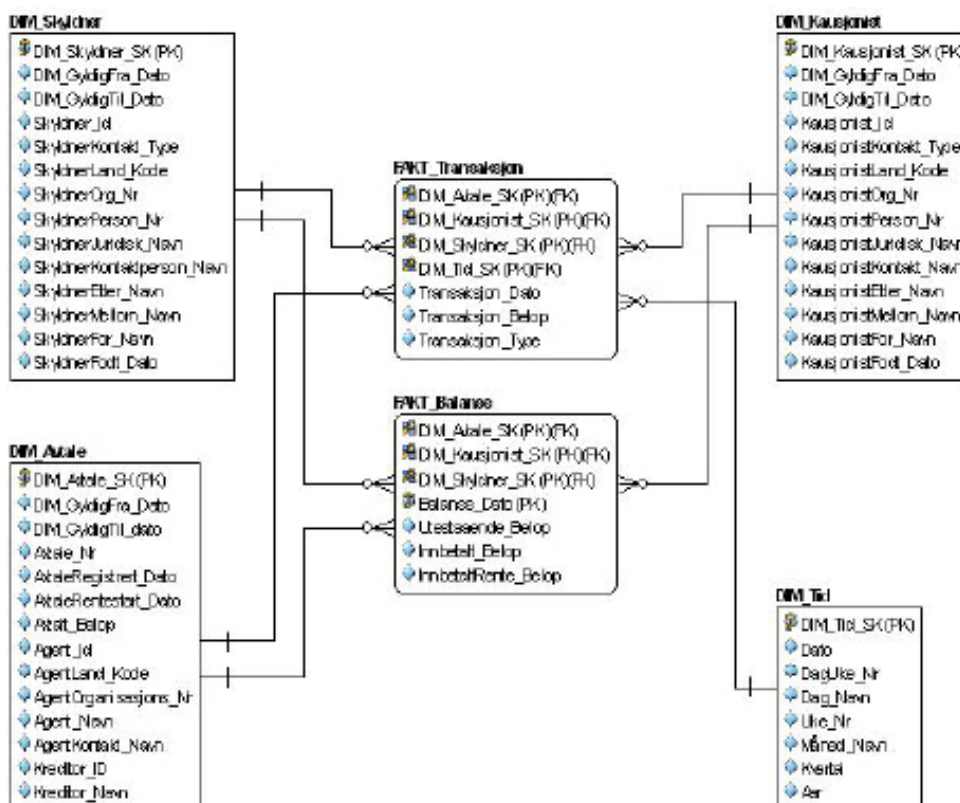 DIM_Skyldner
DIM_Skyldner_SK (PK)
DIM_GyldigFra_Dato
DIM_GyldigTil_Dato
Skyldner_Id
SkyldnerKontakt_Type
SkyldnerLand_Kode
SkyldnerOrg_Nr
SkyldnerPerson_Nr
SkyldnerJuridisk_Navn
SkyldnerKontaktperson_Navn
SkyldnerEtter_Navn
SkyldnerMellom_Navn
SkyldnerFor_Navn
SkyldnerFodt_Dato
FAKT_Transaksjon
DIM_Avtale_SK (PK)(FK)
DIM_Kausjonist_SK (PK)(FK)
DIM_Skyldner_SK (PK)(FK)
DIM_Tid_SK (PK)(FK)
Transaksjon_Dato
Transaksjon_Belop
Transaksjon_Type
DIM_Kausjonist
DIM_Kausjonist_SK (PK
DIM_GyldigFra_Dato
DIM_GyldigTil_Dato
Kausjonist_Id
KausjonistKontakt_Type
KausjonistLand_Kode
KausjonistOrg_Nr
KausjonistPerson_Nr
KausjonistJuridisk_Navn
KausjonistKontakt_Navn
KausjonistEtter_Navn
KausjonistMellom_Navn
KausjonistFor_Navn
KausjonistFodt_Dato
DIM_Avtale
DIM_Avtale_SK (PK)
DIM_GyldigFra_Dato
DIM_GyldigTil_dato
Avtale_Nr
AvtaleRegistrert_Dato
AvtaleRentestart_Dato
Avtalt_Belop
Agent_Id
AgentLand_Kode
AgentOrganisasjons_Nr
Agent_Navn
AgentKontakt_Navn
Kreditor_ID
Kreditor_Navn
FAKT_Balanse
DIM_Avtale_SK (PK)(FK)
DIM_Kausjonist_SK (PK)(FK)
DIM_Skyldner_SK (PK)(FK)
Balanse_Dato (PK)
Utestaaende_Belop
Innbetalt_Belop
InnbetaltRente_Belop
DIM_Tid
DIM_Tid_SK (PK)
Dato
DagUke_Nr
Dag_Navn
Uke_Nr
Måned_Navn
Kvartal
Aar